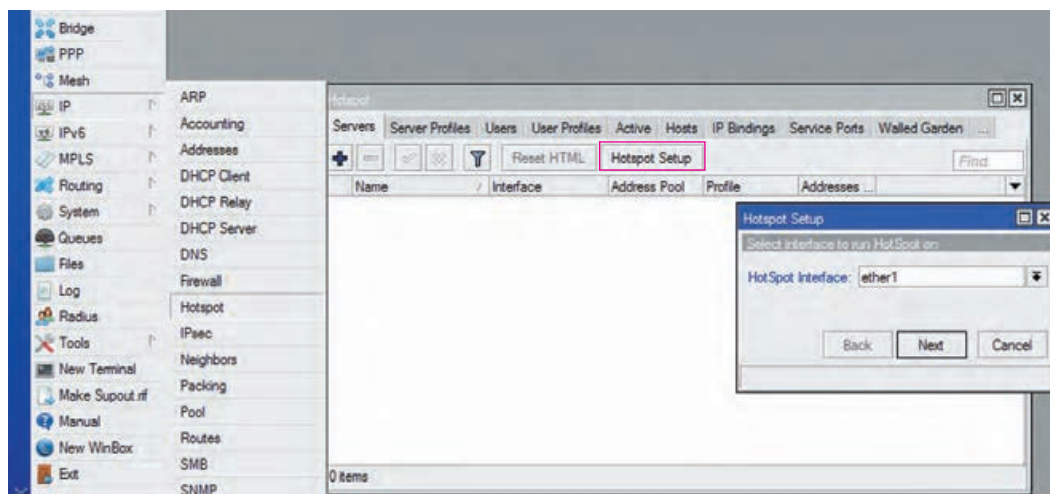 Bridge
PPP
Mesh
IP
IPv6
MPLS
Routing
System
Queues
Files
Log
Radius
Tools
New Terminal
Make Supout.rif
Manual
New WinBox
Exit
ARP
Accounting
Addresses
DHCP Client
DHCP Relay
DHCP Server
DNS
Firewall
Hotspot
IPsec
Neighbors
Packing
Pool
Routes
SMB
SNMP
Hotspot
Servers Server Profiles Users User Profiles Active Hosts IP Bindings Service Ports Walled Garden ...
Reset HTML Hotspot Setup Find
Name Interface Address Pool Profile Addresses ...
0 items
Hotspot Setup
Select interface to run HotSpot on
HotSpot Interface: ether1
Back Next Cancel